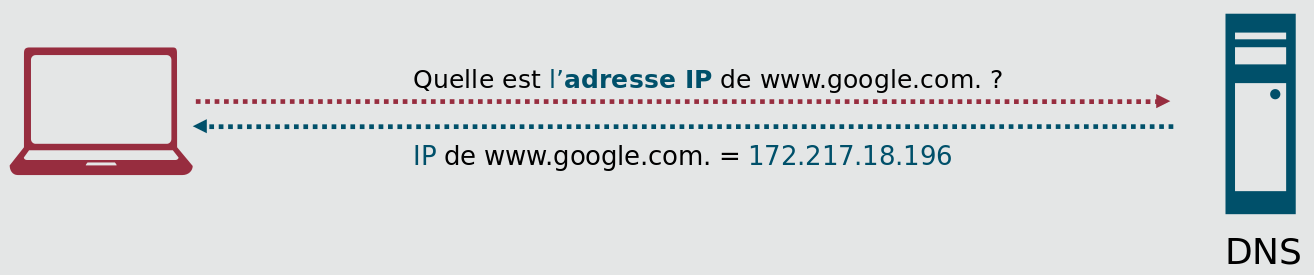 Quelle est l’adresse IP de www.google.com. ?
IP de www.google.com. = 172.217.18.196
DNS